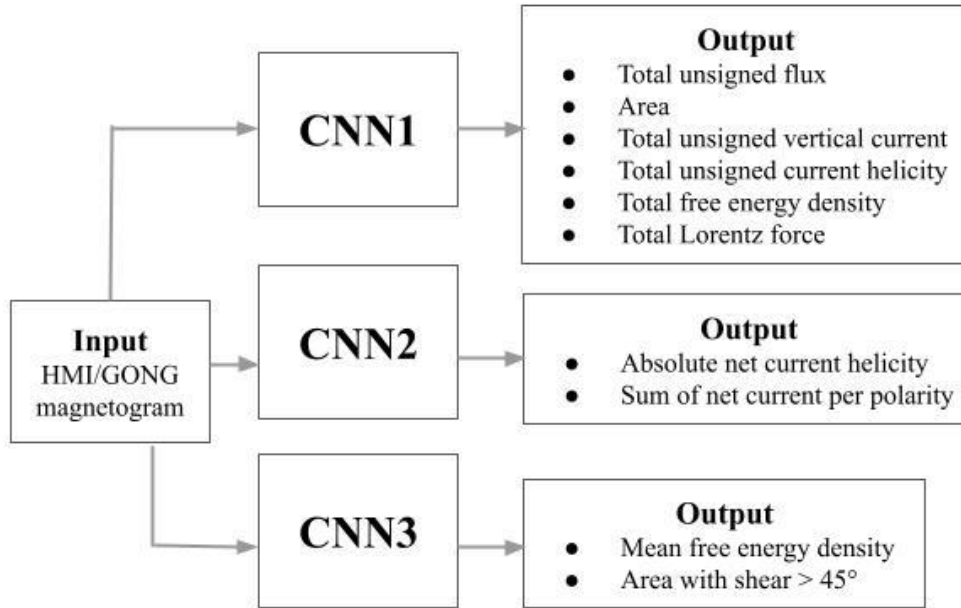 Input
HMI/GONG
magnetogram
CNN1
Output
● Total unsigned flux
● Area
● Total unsigned vertical current
● Total unsigned current helicity
● Total free energy density
● Total Lorentz force
CNN2
Output
● Absolute net current helicity
● Sum of net current per polarity
CNN3
Output
● Mean free energy density
● Area with shear > 45°